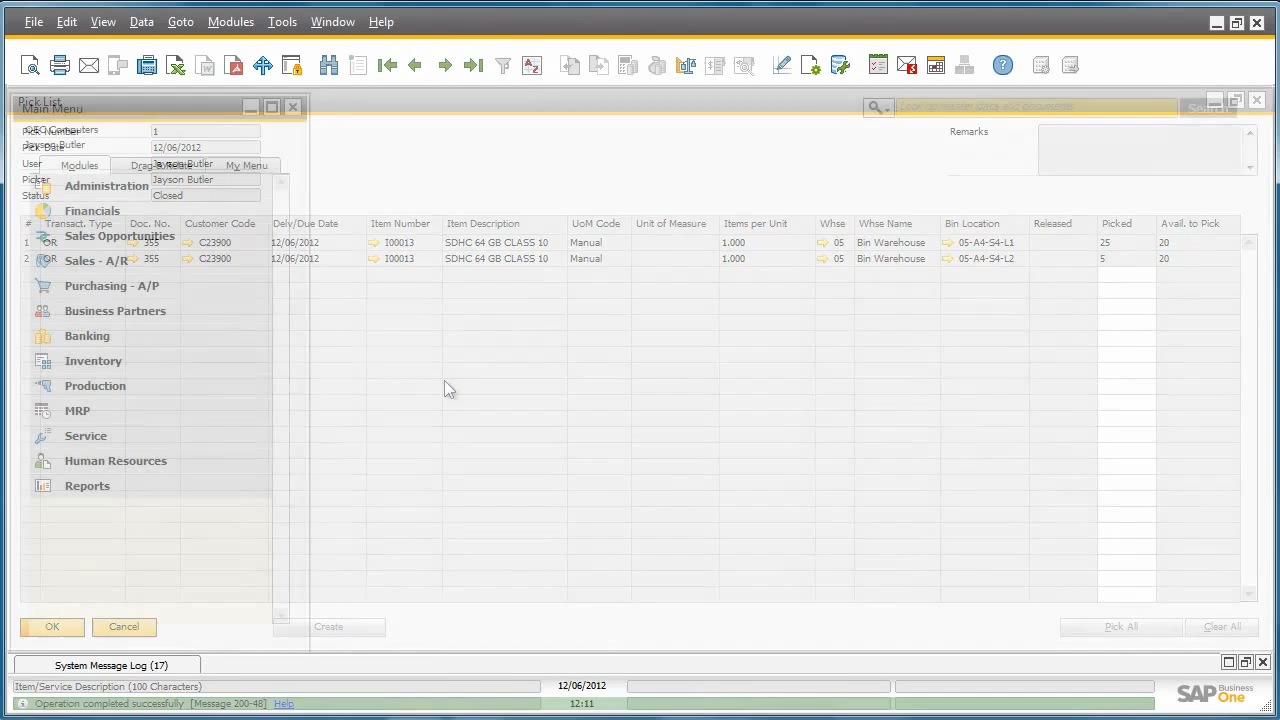 File Edit View Data Goto Modules Tools Window Help
Pick List
Main Menu
Look up master data and documents Search
OEC Computers
Pick Number 1
Remarks
Jayson Butler
Pick Date 12/06/2012
User Jayson Butler
Modules Drag & Relate My Menu
Picker Jayson Butler
Administration
Status Closed
Financials
# Transact. Type Doc. No. Customer Code Delv/Due Date Item Number Item Description UoM Code Unit of Measure Items per Unit Whse Whse Name Bin Location Released Picked Avail. to Pick
Sales Opportunities
1 OR 355 C23900 12/06/2012 I00013 SDHC 64 GB CLASS 10 Manual 1.000 05 Bin Warehouse 05-A4-S4-L1 25 20
Sales - A/R
2 OR 355 C23900 12/06/2012 I00013 SDHC 64 GB CLASS 10 Manual 1.000 05 Bin Warehouse 05-A4-S4-L2 5 20
Purchasing - A/P
Business Partners
Banking
Inventory
Production
MRP
Service
Human Resources
Reports
OK Cancel Create Pick All Clear All
System Message Log (17)
Item/Service Description (100 Characters) 12/06/2012
Operation completed successfully [Message 200-48] Help 12:11
SAP Business One